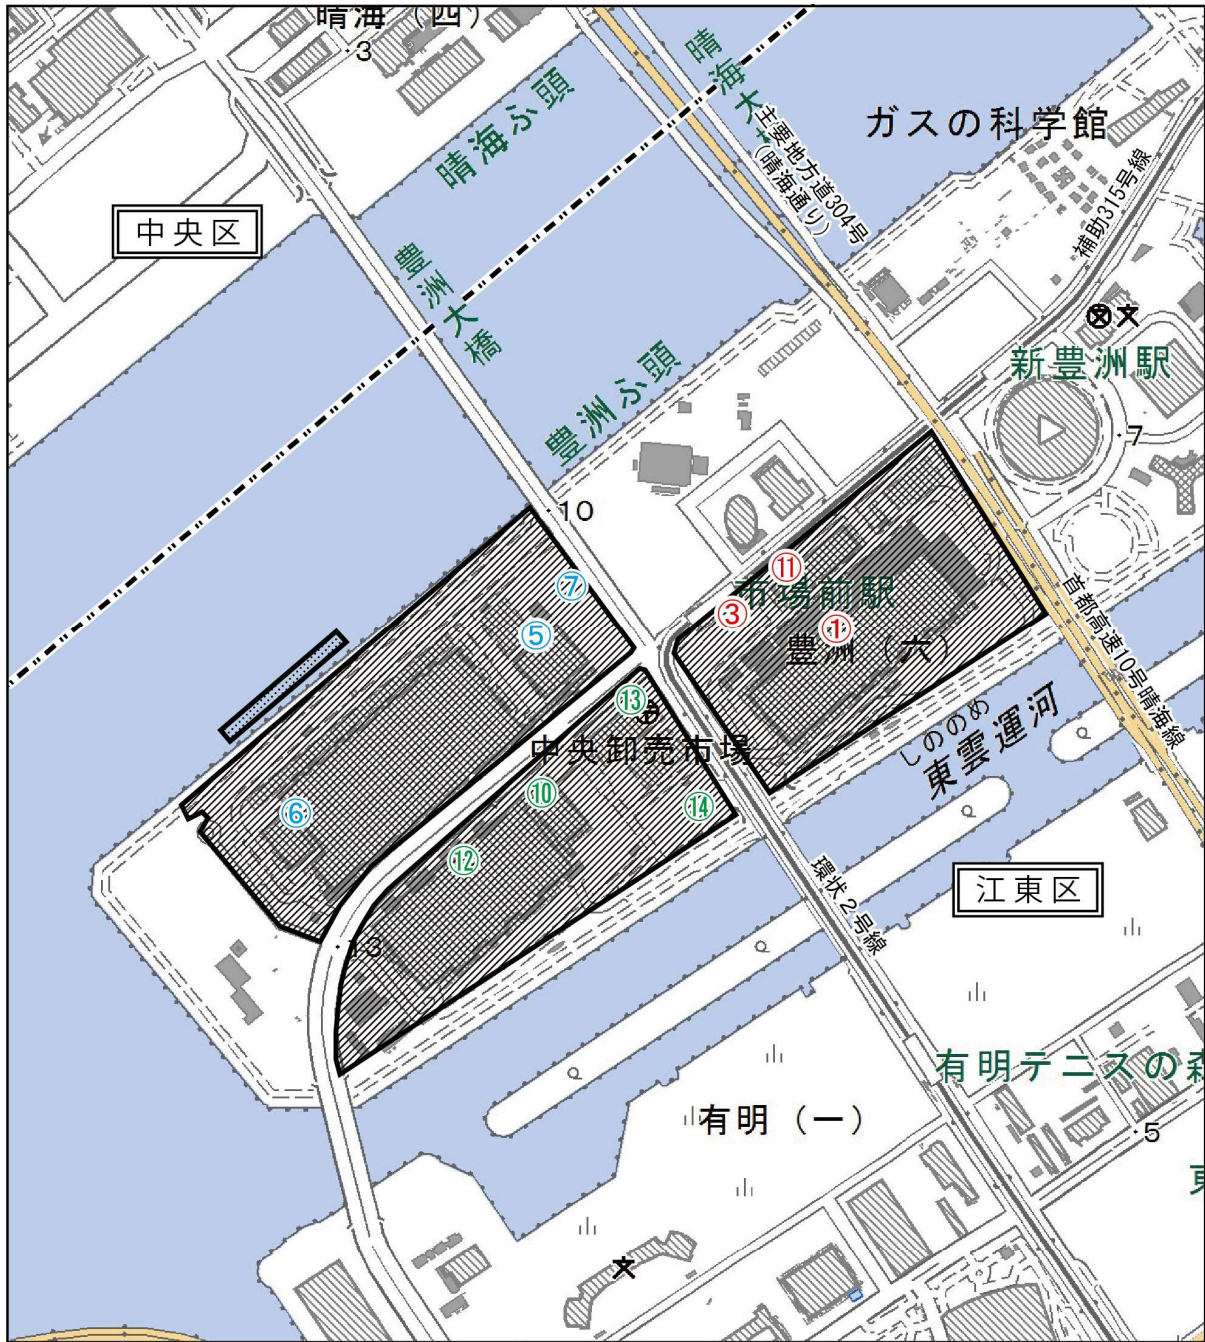 晴海（四）
・3
晴海ふ頭
晴海大
主要地方道304号
（晴海通り）
ガスの科学館
補助315号線
中央区
豊洲大橋
豊洲ふ頭
新豊洲駅
・7
・10
⑦
⑪
⑤
③
市場前駅
①
豊洲（六）
首都高速10号晴海線
⑬
しののめ
東雲運河
中央卸売市場
⑥
⑩
⑭
⑫
環状2号線
江東区
・13
有明テニスの森
有明（一）
・5